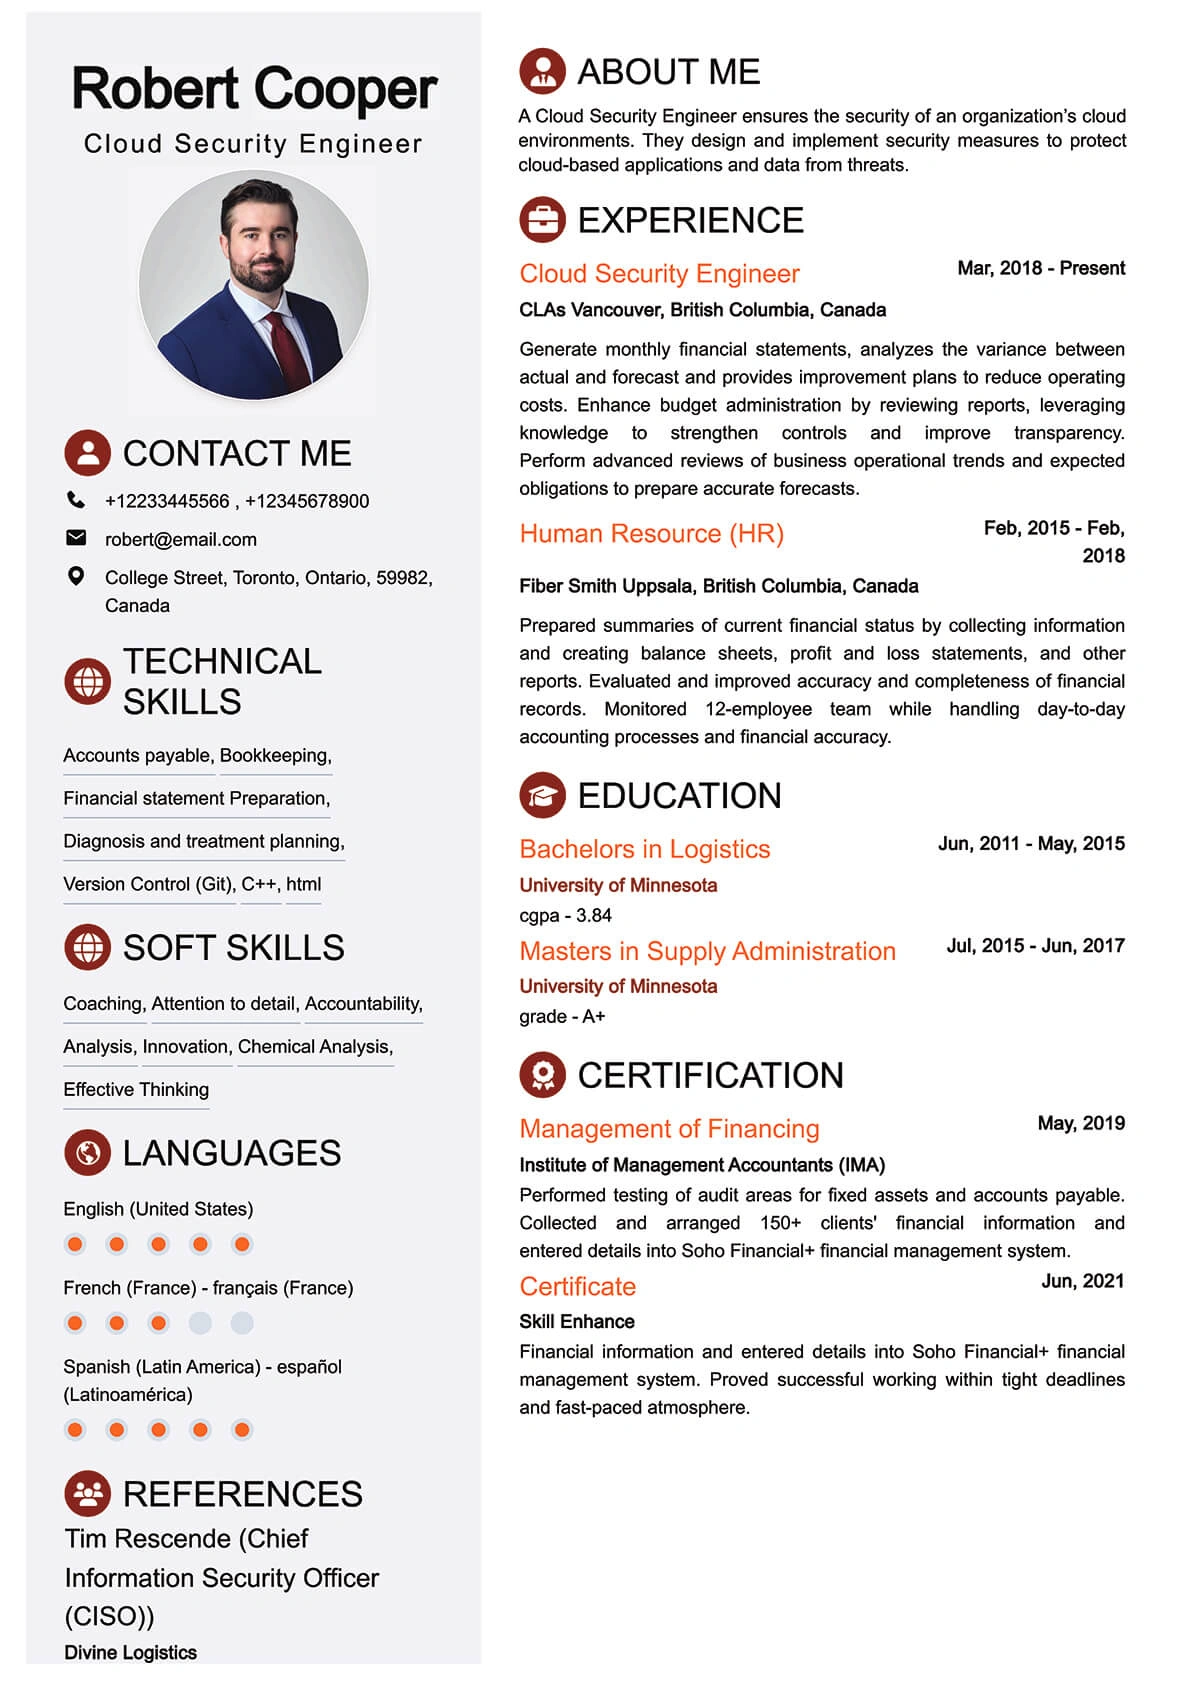 Robert Cooper
Cloud Security Engineer
CONTACT ME
+12233445566 , +12345678900
robert@email.com
College Street, Toronto, Ontario, 59982,
Canada
TECHNICAL
SKILLS
Accounts payable, Bookkeeping,
Financial statement Preparation,
Diagnosis and treatment planning,
Version Control (Git), C++, html
SOFT SKILLS
Coaching, Attention to detail, Accountability,
Analysis, Innovation, Chemical Analysis,
Effective Thinking
LANGUAGES
English (United States)
French (France) - français (France)
Spanish (Latin America) - español
(Latinoamérica)
REFERENCES
Tim Rescende (Chief
Information Security Officer
(CISO))
Divine Logistics
ABOUT ME
A Cloud Security Engineer ensures the security of an organization’s cloud
environments. They design and implement security measures to protect
cloud-based applications and data from threats.
EXPERIENCE
Cloud Security Engineer Mar, 2018 - Present
CLAs Vancouver, British Columbia, Canada
Generate monthly financial statements, analyzes the variance between
actual and forecast and provides improvement plans to reduce operating
costs. Enhance budget administration by reviewing reports, leveraging
knowledge to strengthen controls and improve transparency.
Perform advanced reviews of business operational trends and expected
obligations to prepare accurate forecasts.
Human Resource (HR) Feb, 2015 - Feb,
2018
Fiber Smith Uppsala, British Columbia, Canada
Prepared summaries of current financial status by collecting information
and creating balance sheets, profit and loss statements, and other
reports. Evaluated and improved accuracy and completeness of financial
records. Monitored 12-employee team while handling day-to-day
accounting processes and financial accuracy.
EDUCATION
Bachelors in Logistics Jun, 2011 - May, 2015
University of Minnesota
cgpa - 3.84
Masters in Supply Administration Jul, 2015 - Jun, 2017
University of Minnesota
grade - A+
CERTIFICATION
Management of Financing May, 2019
Institute of Management Accountants (IMA)
Performed testing of audit areas for fixed assets and accounts payable.
Collected and arranged 150+ clients' financial information and
entered details into Soho Financial+ financial management system.
Certificate Jun, 2021
Skill Enhance
Financial information and entered details into Soho Financial+ financial
management system. Proved successful working within tight deadlines
and fast-paced atmosphere.